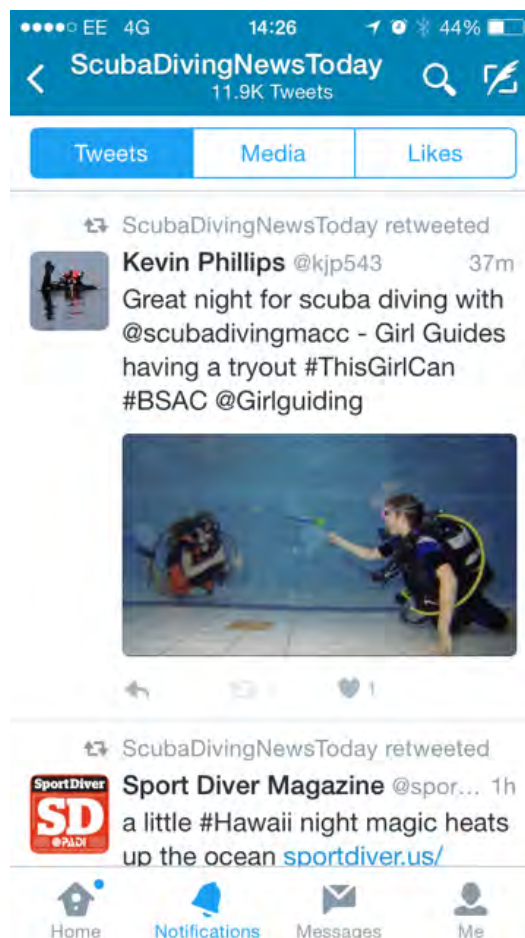 EE 4G 14:26 44%
ScubaDivingNewsToday
11.9K Tweets
Tweets Media Likes
ScubaDivingNewsToday retweeted
Kevin Phillips @kjp543 37m
Great night for scuba diving with
@scubadivingmacc - Girl Guides
having a tryout #ThisGirlCan
#BSAC @Girlguiding
1
ScubaDivingNewsToday retweeted
SportDiver
SD
PADI
Sport Diver Magazine @spor... 1h
a little #Hawaii night magic heats
up the ocean sportdiver.us/
Home Notifications Messages Me